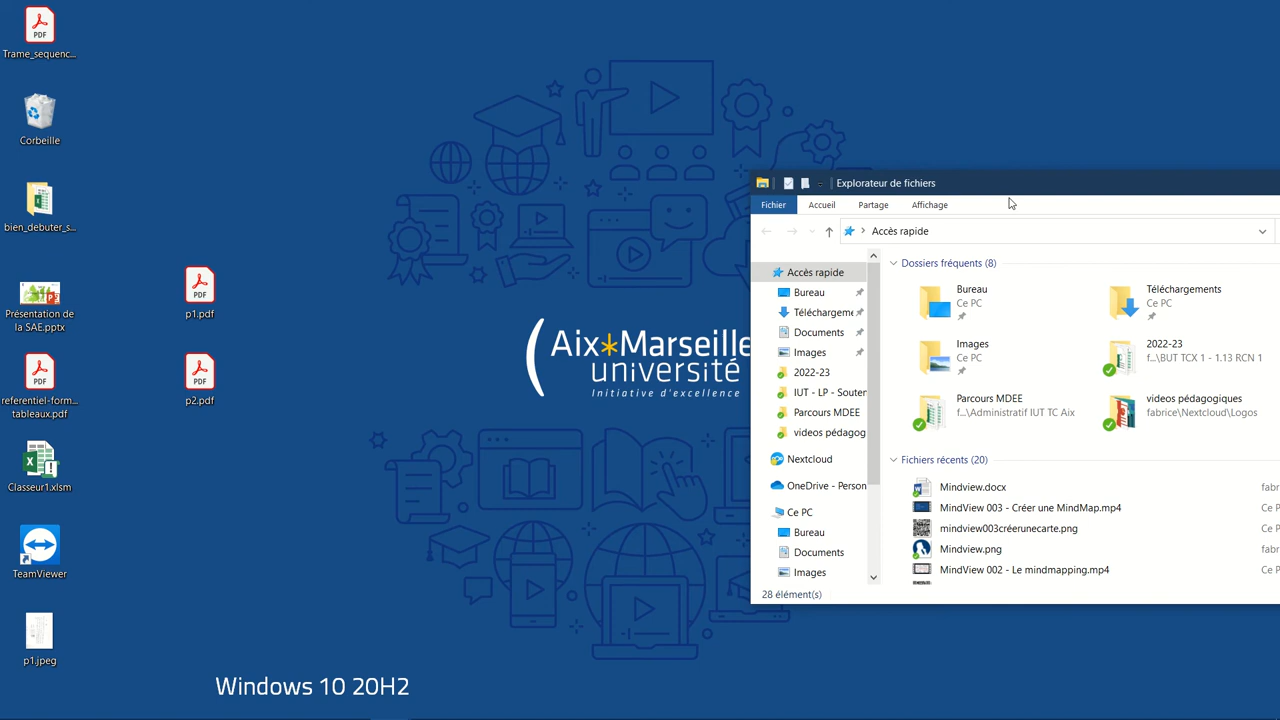 Trame_sequenc...
Corbeille
bien_debuter_s...
Présentation de
la SAE.pptx
referentiel-form...
tableaux.pdf
Classeur1.xlsm
TeamViewer
p1.jpeg
PDF
p1.pdf
PDF
p2.pdf
Aix*Marseille
université
Initiative d'excellence
Windows 10 20H2
Explorateur de fichiers
Fichier
Accueil
Partage
Affichage
Accès rapide
Accès rapide
Bureau
Téléchargeme
Documents
Images
2022-23
IUT - LP - Souten
Parcours MDEE
videos pédagog
Nextcloud
OneDrive - Person
Ce PC
Bureau
Documents
Images
28 élément(s)
Dossiers fréquents (8)
Bureau
Ce PC
Téléchargements
Ce PC
Images
Ce PC
2022-23
f...\BUT TCX 1 - 1.13 RCN 1
Parcours MDEE
f...\Administratif IUT TC Aix
videos pédagogiques
fabrice\Nextcloud\Logos
Fichiers récents (20)
Mindview.docx
fabr
MindView 003 - Créer une MindMap.mp4
Ce P
mindview003créerunecarte.png
Ce P
Mindview.png
fabr
MindView 002 - Le mindmapping.mp4
Ce P